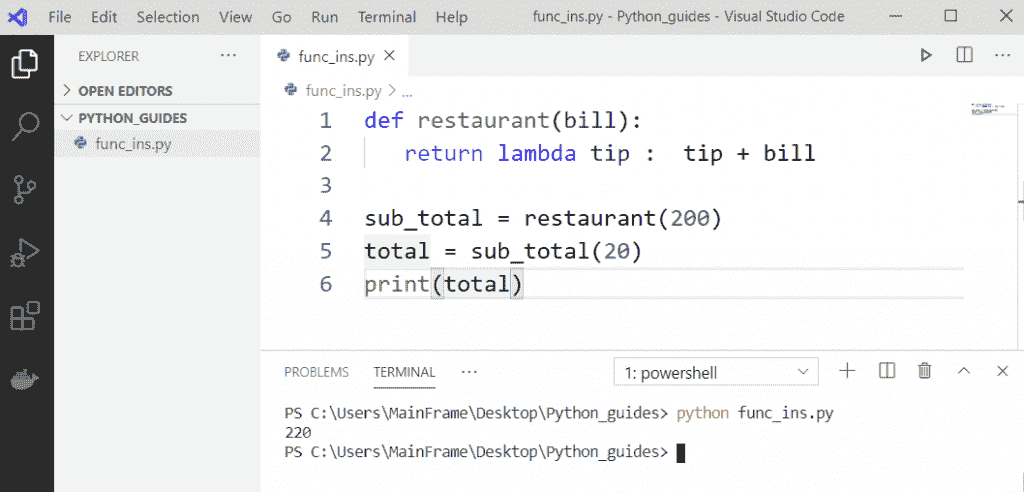 File Edit Selection View Go Run Terminal Help func_ins.py - Python_guides - Visual Studio Code
EXPLORER ···
OPEN EDITORS
PYTHON_GUIDES
func_ins.py
func_ins.py
func_ins.py > ...
1 def restaurant(bill):
2    return lambda tip :  tip + bill
3
4 sub_total = restaurant(200)
5 total = sub_total(20)
6 print(total)
PROBLEMS TERMINAL ··· 1: powershell
PS C:\Users\MainFrame\Desktop\Python_guides> python func_ins.py
220
PS C:\Users\MainFrame\Desktop\Python_guides>